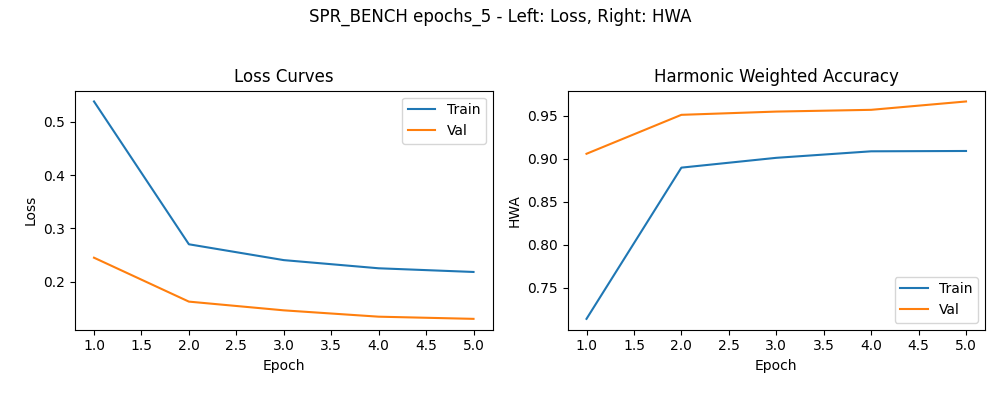 SPR_BENCH epochs_5 - Left: Loss, Right: HWA
Loss Curves
Loss
0.5
0.4
0.3
0.2
Train
Val
1.0 1.5 2.0 2.5 3.0 3.5 4.0 4.5 5.0
Epoch
Harmonic Weighted Accuracy
HWA
0.95
0.90
0.85
0.80
0.75
Train
Val
1.0 1.5 2.0 2.5 3.0 3.5 4.0 4.5 5.0
Epoch